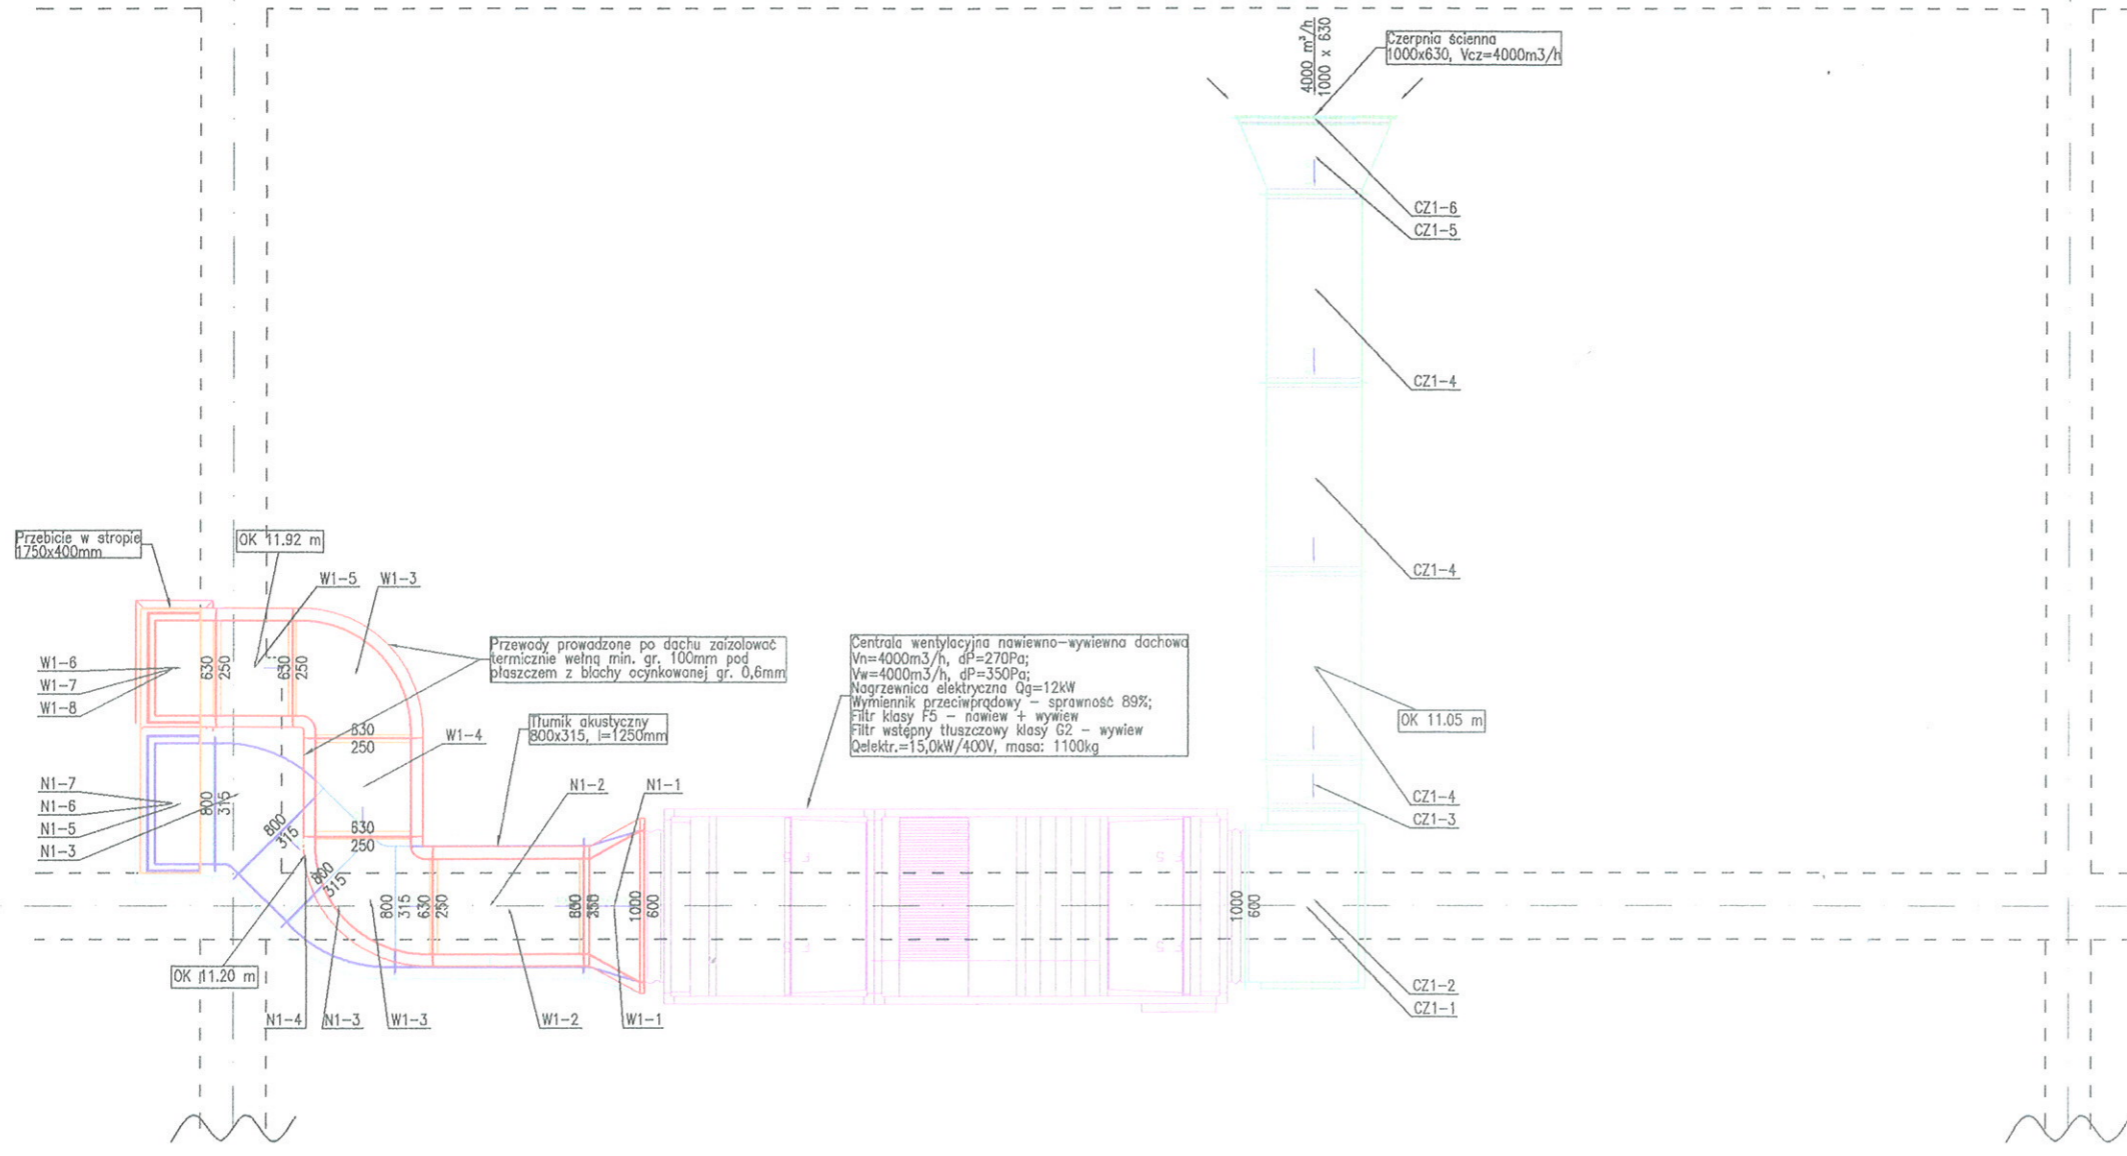 4000 m³/h
1000 x 630
Czerpnia ścienna
1000x630, Vcz=4000m3/h
CZ1-6
CZ1-5
CZ1-4
CZ1-4
Przebicie w stropie
1750x400mm
OK 11.92 m
W1-5
W1-3
W1-6
W1-7
W1-8
630
250
630
250
Przewody prowadzone po dachu zaizolować
termicznie wełną min. gr. 100mm pod
płaszczem z blachy ocynkowanej gr. 0,6mm
Centrala wentylacyjna nawiewno-wywiewna dachowa
Vn=4000m3/h, dP=270Pa;
Vw=4000m3/h, dP=350Pa;
Nagrzewnica elektryczna Qg=12kW
Wymiennik przeciwprądowy - sprawność 89%;
Filtr klasy F5 - nawiew + wywiew
Filtr wstępny tłuszczowy klasy G2 - wywiew
Qelektr.=15,0kW/400V, masa: 1100kg
OK 11.05 m
Tłumik akustyczny
800x315, l=1250mm
630
250
W1-4
N1-7
N1-6
N1-5
N1-3
800
315
800
315
630
250
N1-2
N1-1
CZ1-4
CZ1-3
800
315
800
315
630
250
1000
600
1000
600
OK 11.20 m
N1-4
N1-3
W1-3
W1-2
W1-1
CZ1-2
CZ1-1